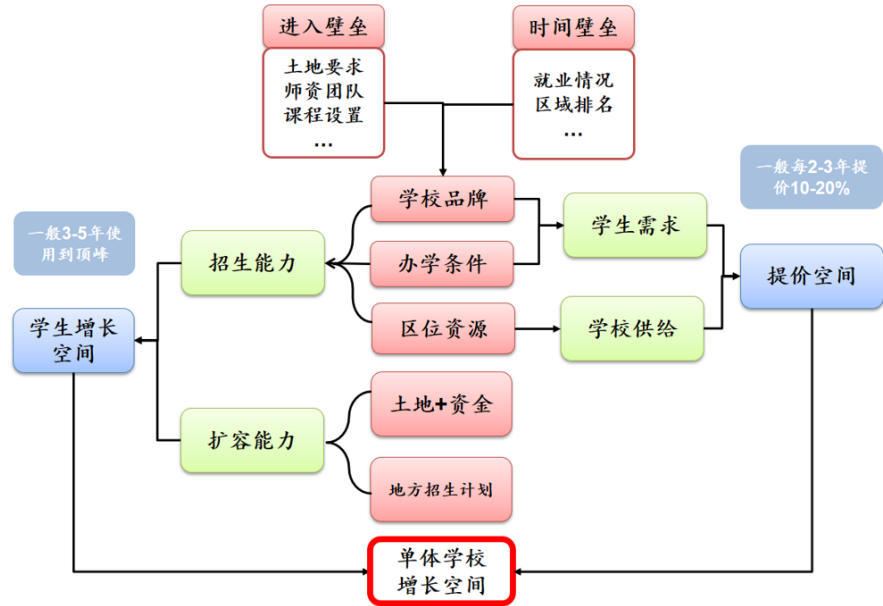 进入壁垒
时间壁垒
土地要求
师资团队
课程设置
…
就业情况
区域排名
…
一般每2-3年提
价10-20%
学校品牌
学生需求
一般3-5年使
用到顶峰
招生能力
办学条件
提价空间
学生增长
空间
区位资源
学校供给
土地+资金
扩容能力
地方招生计划
单体学校
增长空间